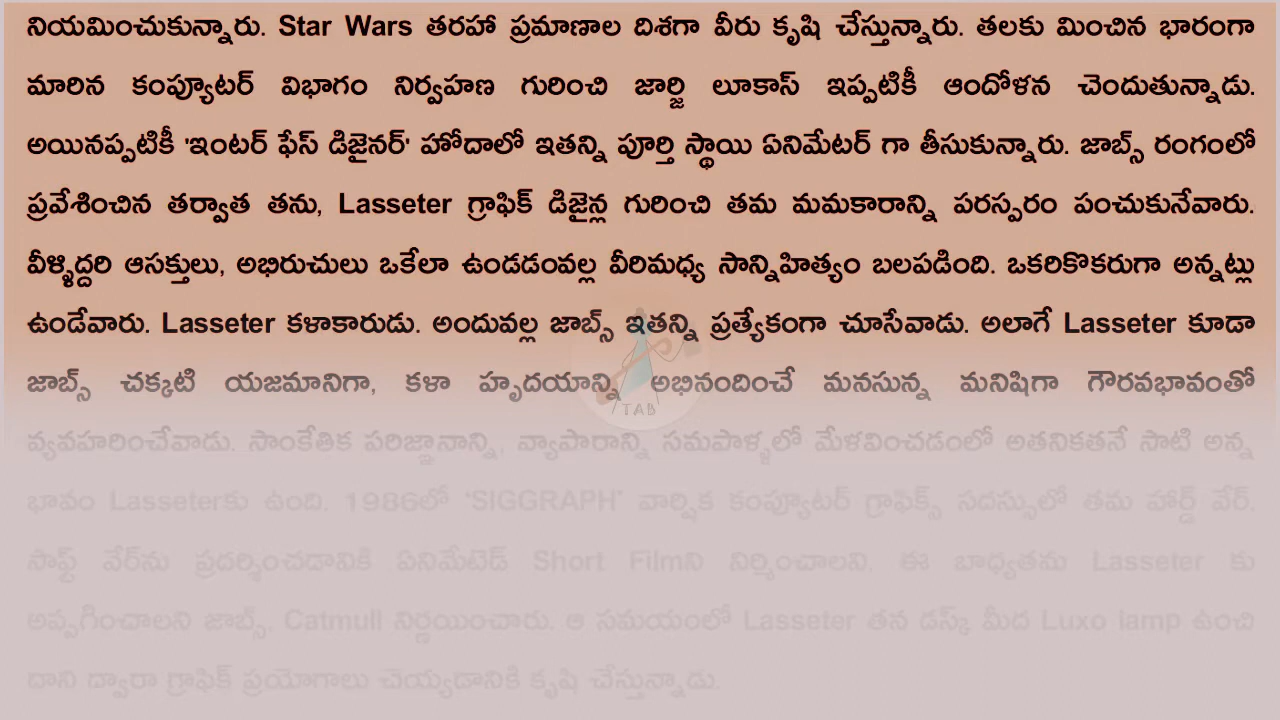 నియమించుకున్నారు. Star Wars తరహా ప్రమాణాల దిశగా వీరు కృషి చేస్తున్నారు. తలకు మించిన భారంగా
మారిన కంప్యూటర్ విభాగం నిర్వహణ గురించి జార్జి లూకాస్ ఇప్పటికీ ఆందోళన చెందుతున్నాడు.
అయినప్పటికీ 'ఇంటర్ ఫేస్ డిజైనర్' హోదాలో ఇతన్ని పూర్తి స్థాయి ఏనిమేటర్ గా తీసుకున్నారు. జాబ్స్ రంగంలో
ప్రవేశించిన తర్వాత తను, Lasseter గ్రాఫిక్ డిజైన్ల గురించి తమ మమకారాన్ని పరస్పరం పంచుకునేవారు.
వీళ్ళిద్దరి ఆసక్తులు, అభిరుచులు ఒకేలా ఉండడంవల్ల వీరిమధ్య సాన్నిహిత్యం బలపడింది. ఒకరికొకరుగా అన్నట్లు
ఉండేవారు. Lasseter కళాకారుడు. అందువల్ల జాబ్స్ ఇతన్ని ప్రత్యేకంగా చూసేవాడు. అలాగే Lasseter కూడా
జాబ్స్ చక్కటి యజమానిగా, కళా హృదయాన్ని అభినందించే మనసున్న మనిషిగా గౌరవభావంతో
TAB
వ్యవహరించేవాడు. సాంకేతిక పరిజ్ఞానాన్ని, వ్యాపారాన్ని సమపాళ్ళలో మేళవించడంలో అతనికతనే సాటి అన్న
భావం Lasseterకు ఉంది. 1986లో 'SIGGRAPH' వార్షిక కంప్యూటర్ గ్రాఫిక్స్ సదస్సులో తమ హార్డ్ వేర్,
సాఫ్ట్ వేర్‌ను ప్రదర్శించడానికి ఏనిమేటెడ్ Short Filmని నిర్మించాలని, ఈ బాధ్యతను Lasseter కు
అప్పగించాలని జాబ్స్, Catmull నిర్ణయించారు. ఆ సమయంలో Lasseter తన డస్క్ మీద Luxo lamp ఉంచి
దాని ద్వారా గ్రాఫిక్ ప్రయోగాలు చెయ్యడానికి కృషి చేస్తున్నాడు.